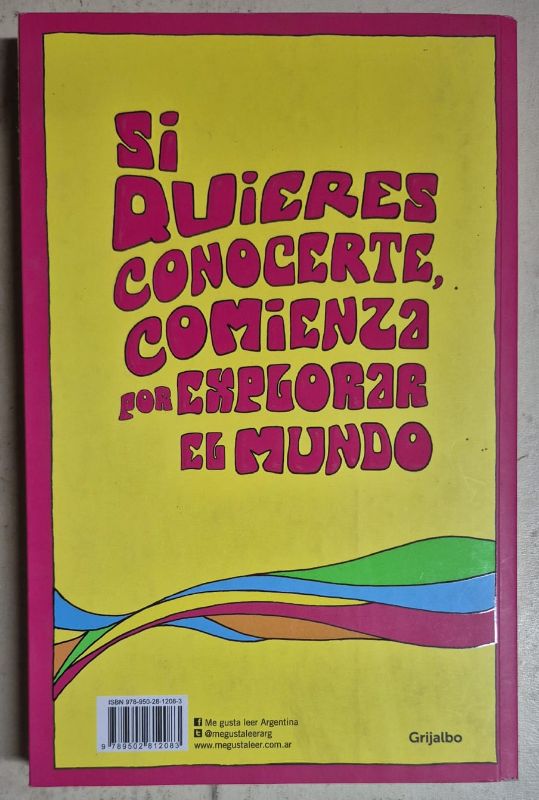 Si
QUIERES
CONOCERTE,
COMIENZA
POR EXPLORAR
EL MUNDO
ISBN 978-950-28-1208-3
9 789502 812083
Me gusta leer Argentina
@megustaleerarg
www.megustaleer.com.ar
Grijalbo